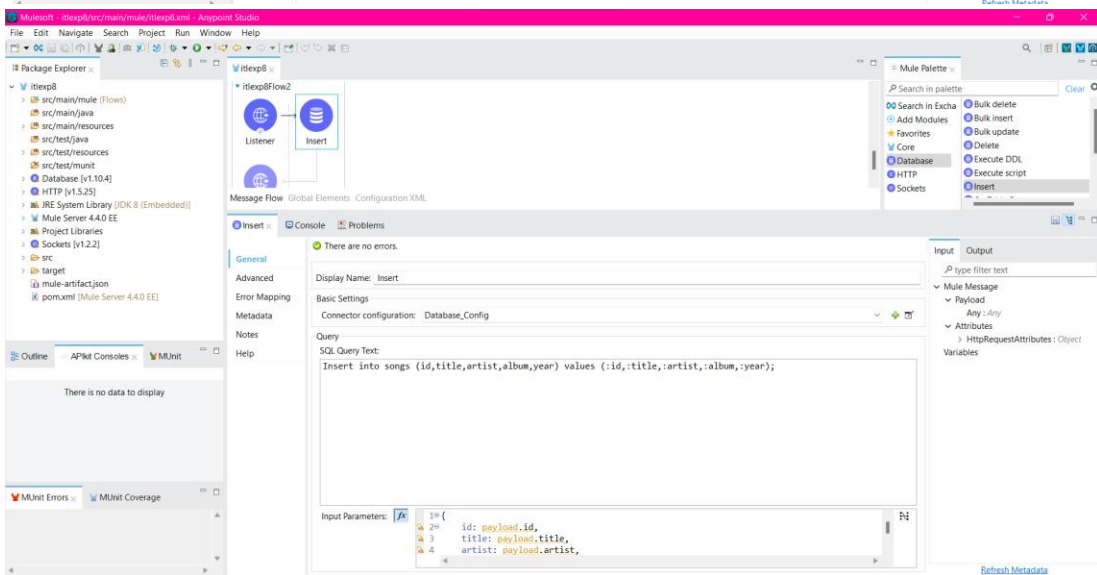 Refresh Metadata
Mulesoft - itlexp8/src/main/mule/itlexp8.xml - Anypoint Studio
File Edit Navigate Search Project Run Window Help
Package Explorer
itlexp8
src/main/mule (Flows)
src/main/java
src/main/resources
src/test/java
src/test/resources
src/test/munit
Database [v1.10.4]
HTTP [v1.5.25]
JRE System Library [JDK 8 (Embedded)]
Mule Server 4.4.0 EE
Project Libraries
Sockets [v1.2.2]
src
target
mule-artifact.json
pom.xml [Mule Server 4.4.0 EE]
Outline
APIkit Consoles
MUnit
There is no data to display
MUnit Errors
MUnit Coverage
itlexp8
itlexp8Flow2
Listener
Insert
Message Flow Global Elements Configuration XML
Mule Palette
Search in palette
Clear
Search in Excha
Add Modules
Favorites
Core
Database
HTTP
Sockets
Bulk delete
Bulk insert
Bulk update
Delete
Execute DDL
Execute script
Insert
Insert
Console
Problems
There are no errors.
General
Advanced
Error Mapping
Metadata
Notes
Help
Display Name: Insert
Basic Settings
Connector configuration: Database_Config
Query
SQL Query Text:
Insert into songs (id,title,artist,album,year) values (:id,:title,:artist,:album,:year);
Input Parameters: fx
1 {
2 id: payload.id,
3 title: payload.title,
4 artist: payload.artist,
Input Output
type filter text
Mule Message
Payload
Any : Any
Attributes
HttpRequestAttributes : Object
Variables
Refresh Metadata